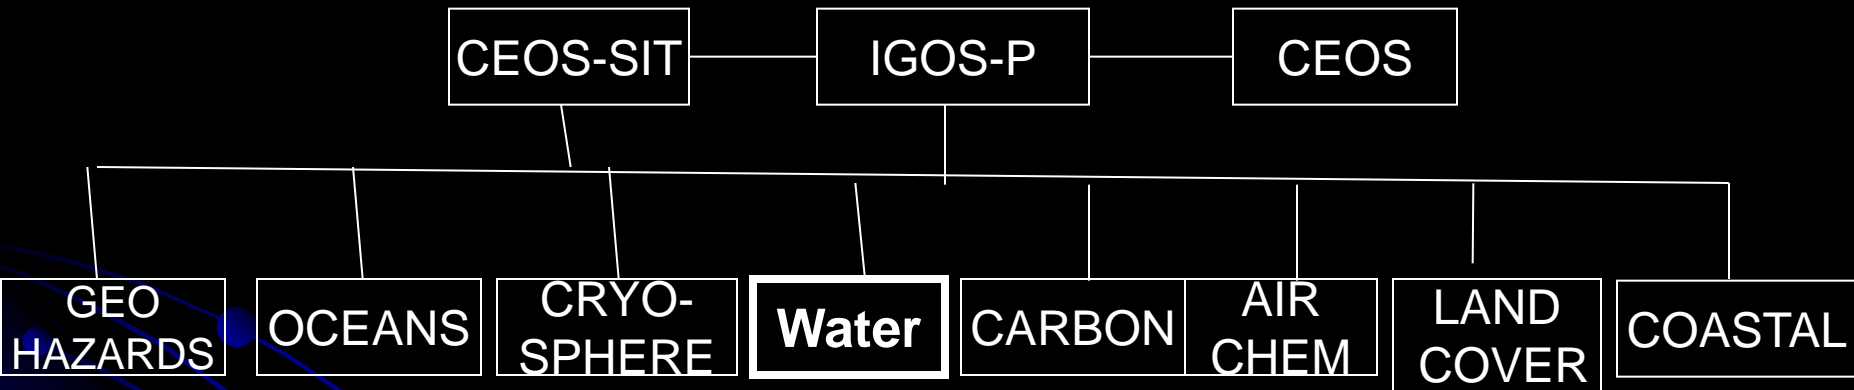 CEOS-SIT
IGOS-P
CEOS
GEO
HAZARDS
OCEANS
CRYO-
SPHERE
Water
CARBON
AIR
CHEM
LAND
COVER
COASTAL